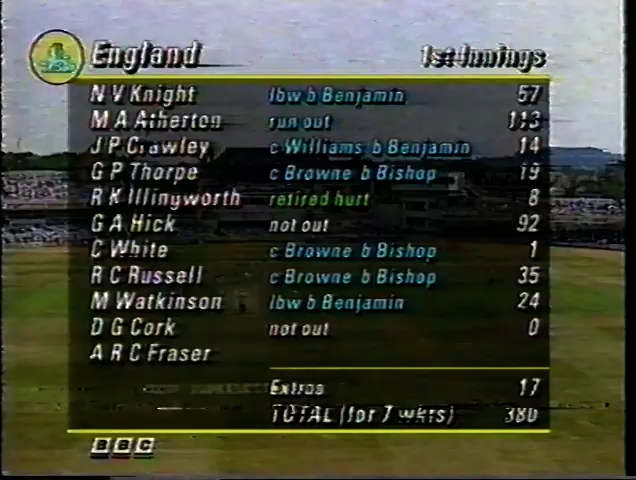 England 1st Innings
N V Knight lbw b Benjamin 57
M A Atherton run out 113
J P Crawley c Williams b Benjamin 14
G P Thorpe c Browne b Bishop 19
R K Illingworth retired hurt 8
G A Hick not out 92
C White c Browne b Bishop 1
R C Russell c Browne b Bishop 35
M Watkinson lbw b Benjamin 24
D G Cork not out 0
A R C Fraser
Extras 17
TOTAL (for 7 wkts) 380
BBC